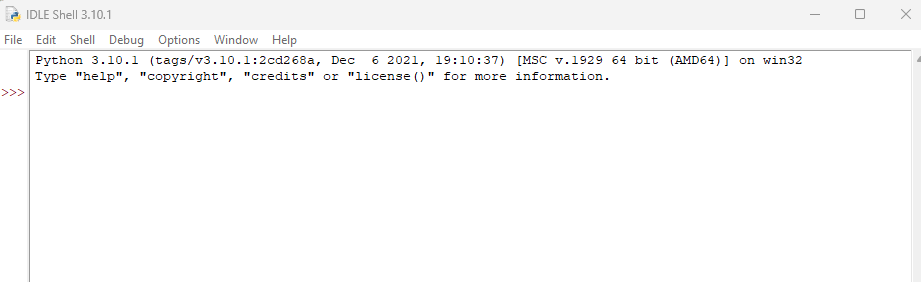 IDLE Shell 3.10.1
File Edit Shell Debug Options Window Help
Python 3.10.1 (tags/v3.10.1:2cd268a, Dec  6 2021, 19:10:37) [MSC v.1929 64 bit (AMD64)] on win32
Type "help", "copyright", "credits" or "license()" for more information.
>>>